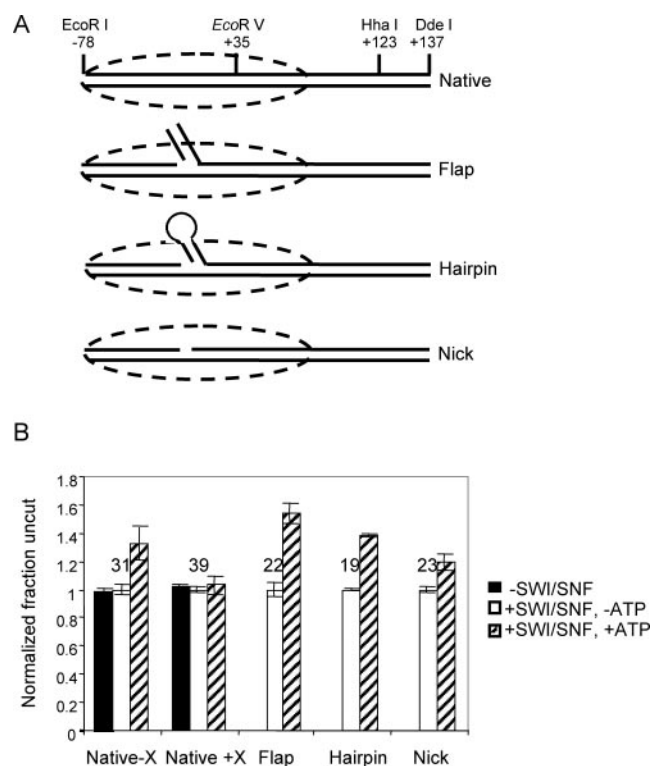 A
EcoR I EcoR V Hha I Dde I
-78 +35 +123 +137
Native
Flap
Hairpin
Nick
B
Normalized fraction uncut
1.8
1.6
1.4
1.2
1
0.8
0.6
0.4
0.2
0
31 39 22 19 23
-SWI/SNF
+SWI/SNF, -ATP
+SWI/SNF, +ATP
Native-X Native +X Flap Hairpin Nick